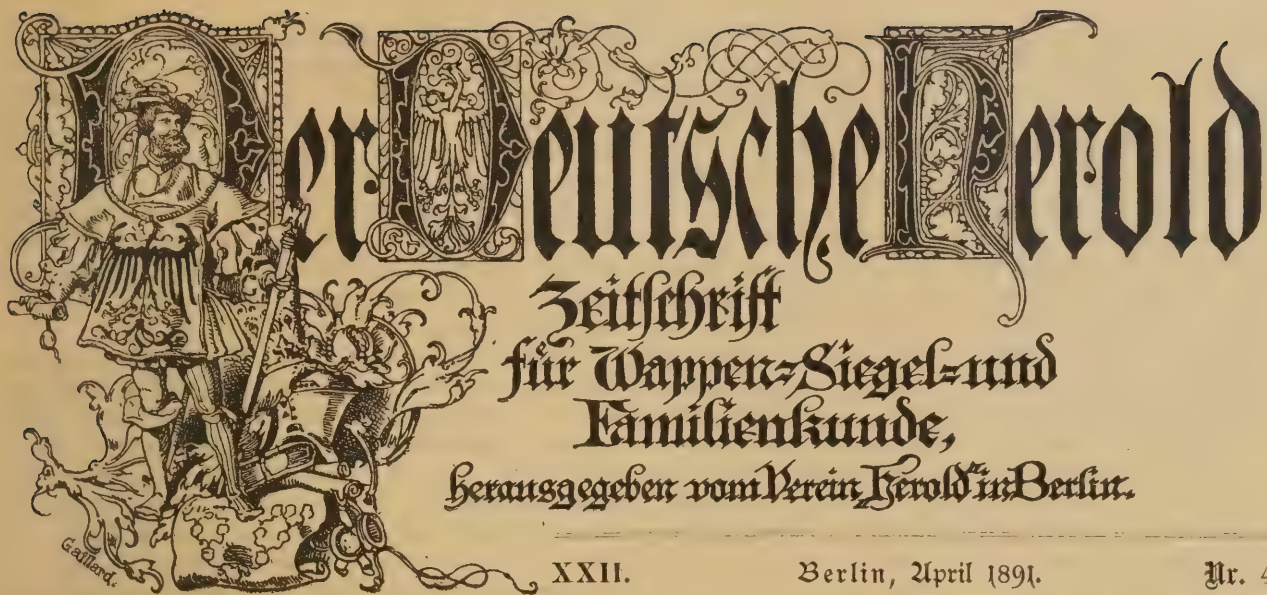 Der Deutsche Herold
Zeitschrift
für Wappen-Siegel-und
Familienkunde,
herausgegeben vom Verein „Herold" in Berlin.
Gaillard.
XXII. Berlin, April 1891. Nr. 4